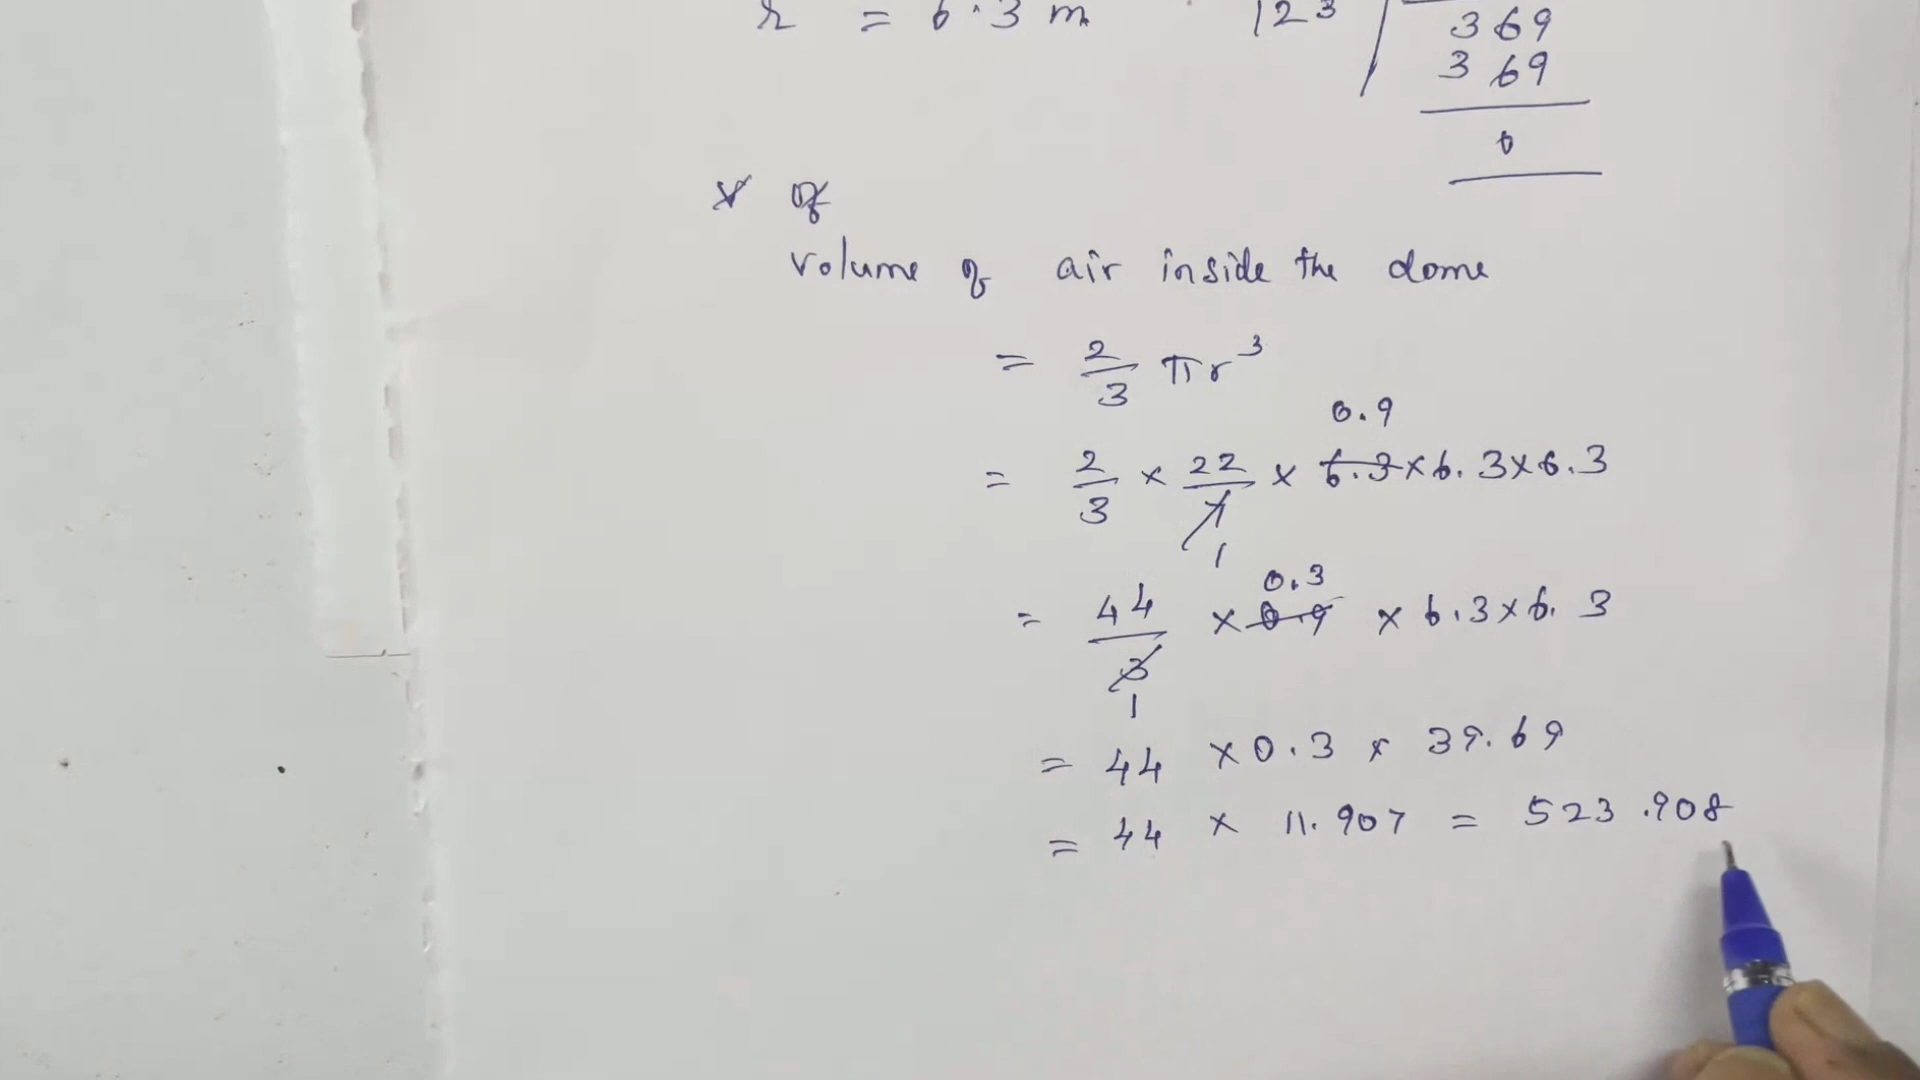 r = 6.3 m
123 369
369
0
of
volume of air inside the dome
= 2/3 πr³
0.9
= 2/3 × 22/7 × 6.3 × 6.3 × 6.3
1
0.3
= 44/3 × 0.9 × 6.3 × 6.3
1
= 44 × 0.3 × 39.69
= 44 × 11.907 = 523.908